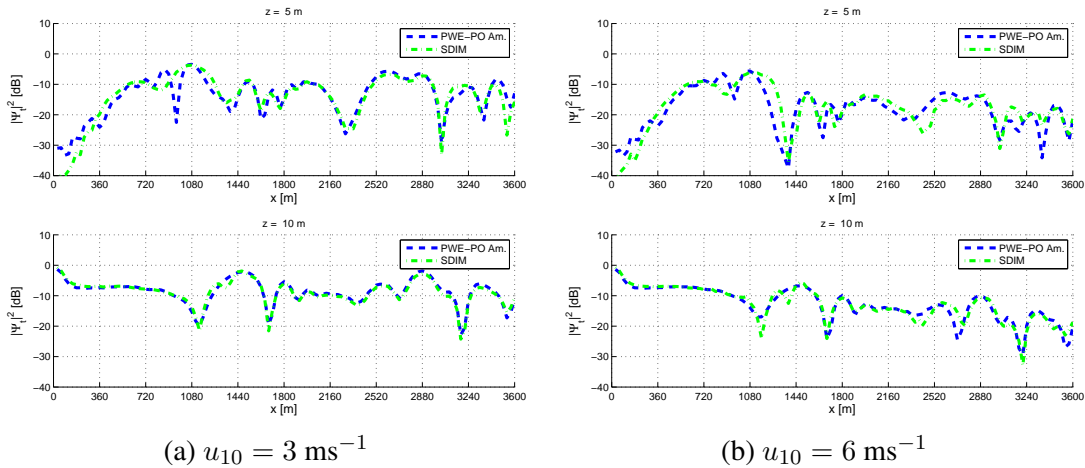 z = 5 m
10
0
−10
−20
−30
−40
|Ψt|² [dB]
PWE−PO Am.
SDIM
0 360 720 1080 1440 1800 2160 2520 2880 3240 3600
x [m]
z = 10 m
10
0
−10
−20
−30
−40
|Ψt|² [dB]
PWE−PO Am.
SDIM
0 360 720 1080 1440 1800 2160 2520 2880 3240 3600
x [m]
(a) u10 = 3 ms−1
z = 5 m
10
0
−10
−20
−30
−40
|Ψt|² [dB]
PWE−PO Am.
SDIM
0 360 720 1080 1440 1800 2160 2520 2880 3240 3600
x [m]
z = 10 m
10
0
−10
−20
−30
−40
|Ψt|² [dB]
PWE−PO Am.
SDIM
0 360 720 1080 1440 1800 2160 2520 2880 3240 3600
x [m]
(b) u10 = 6 ms−1